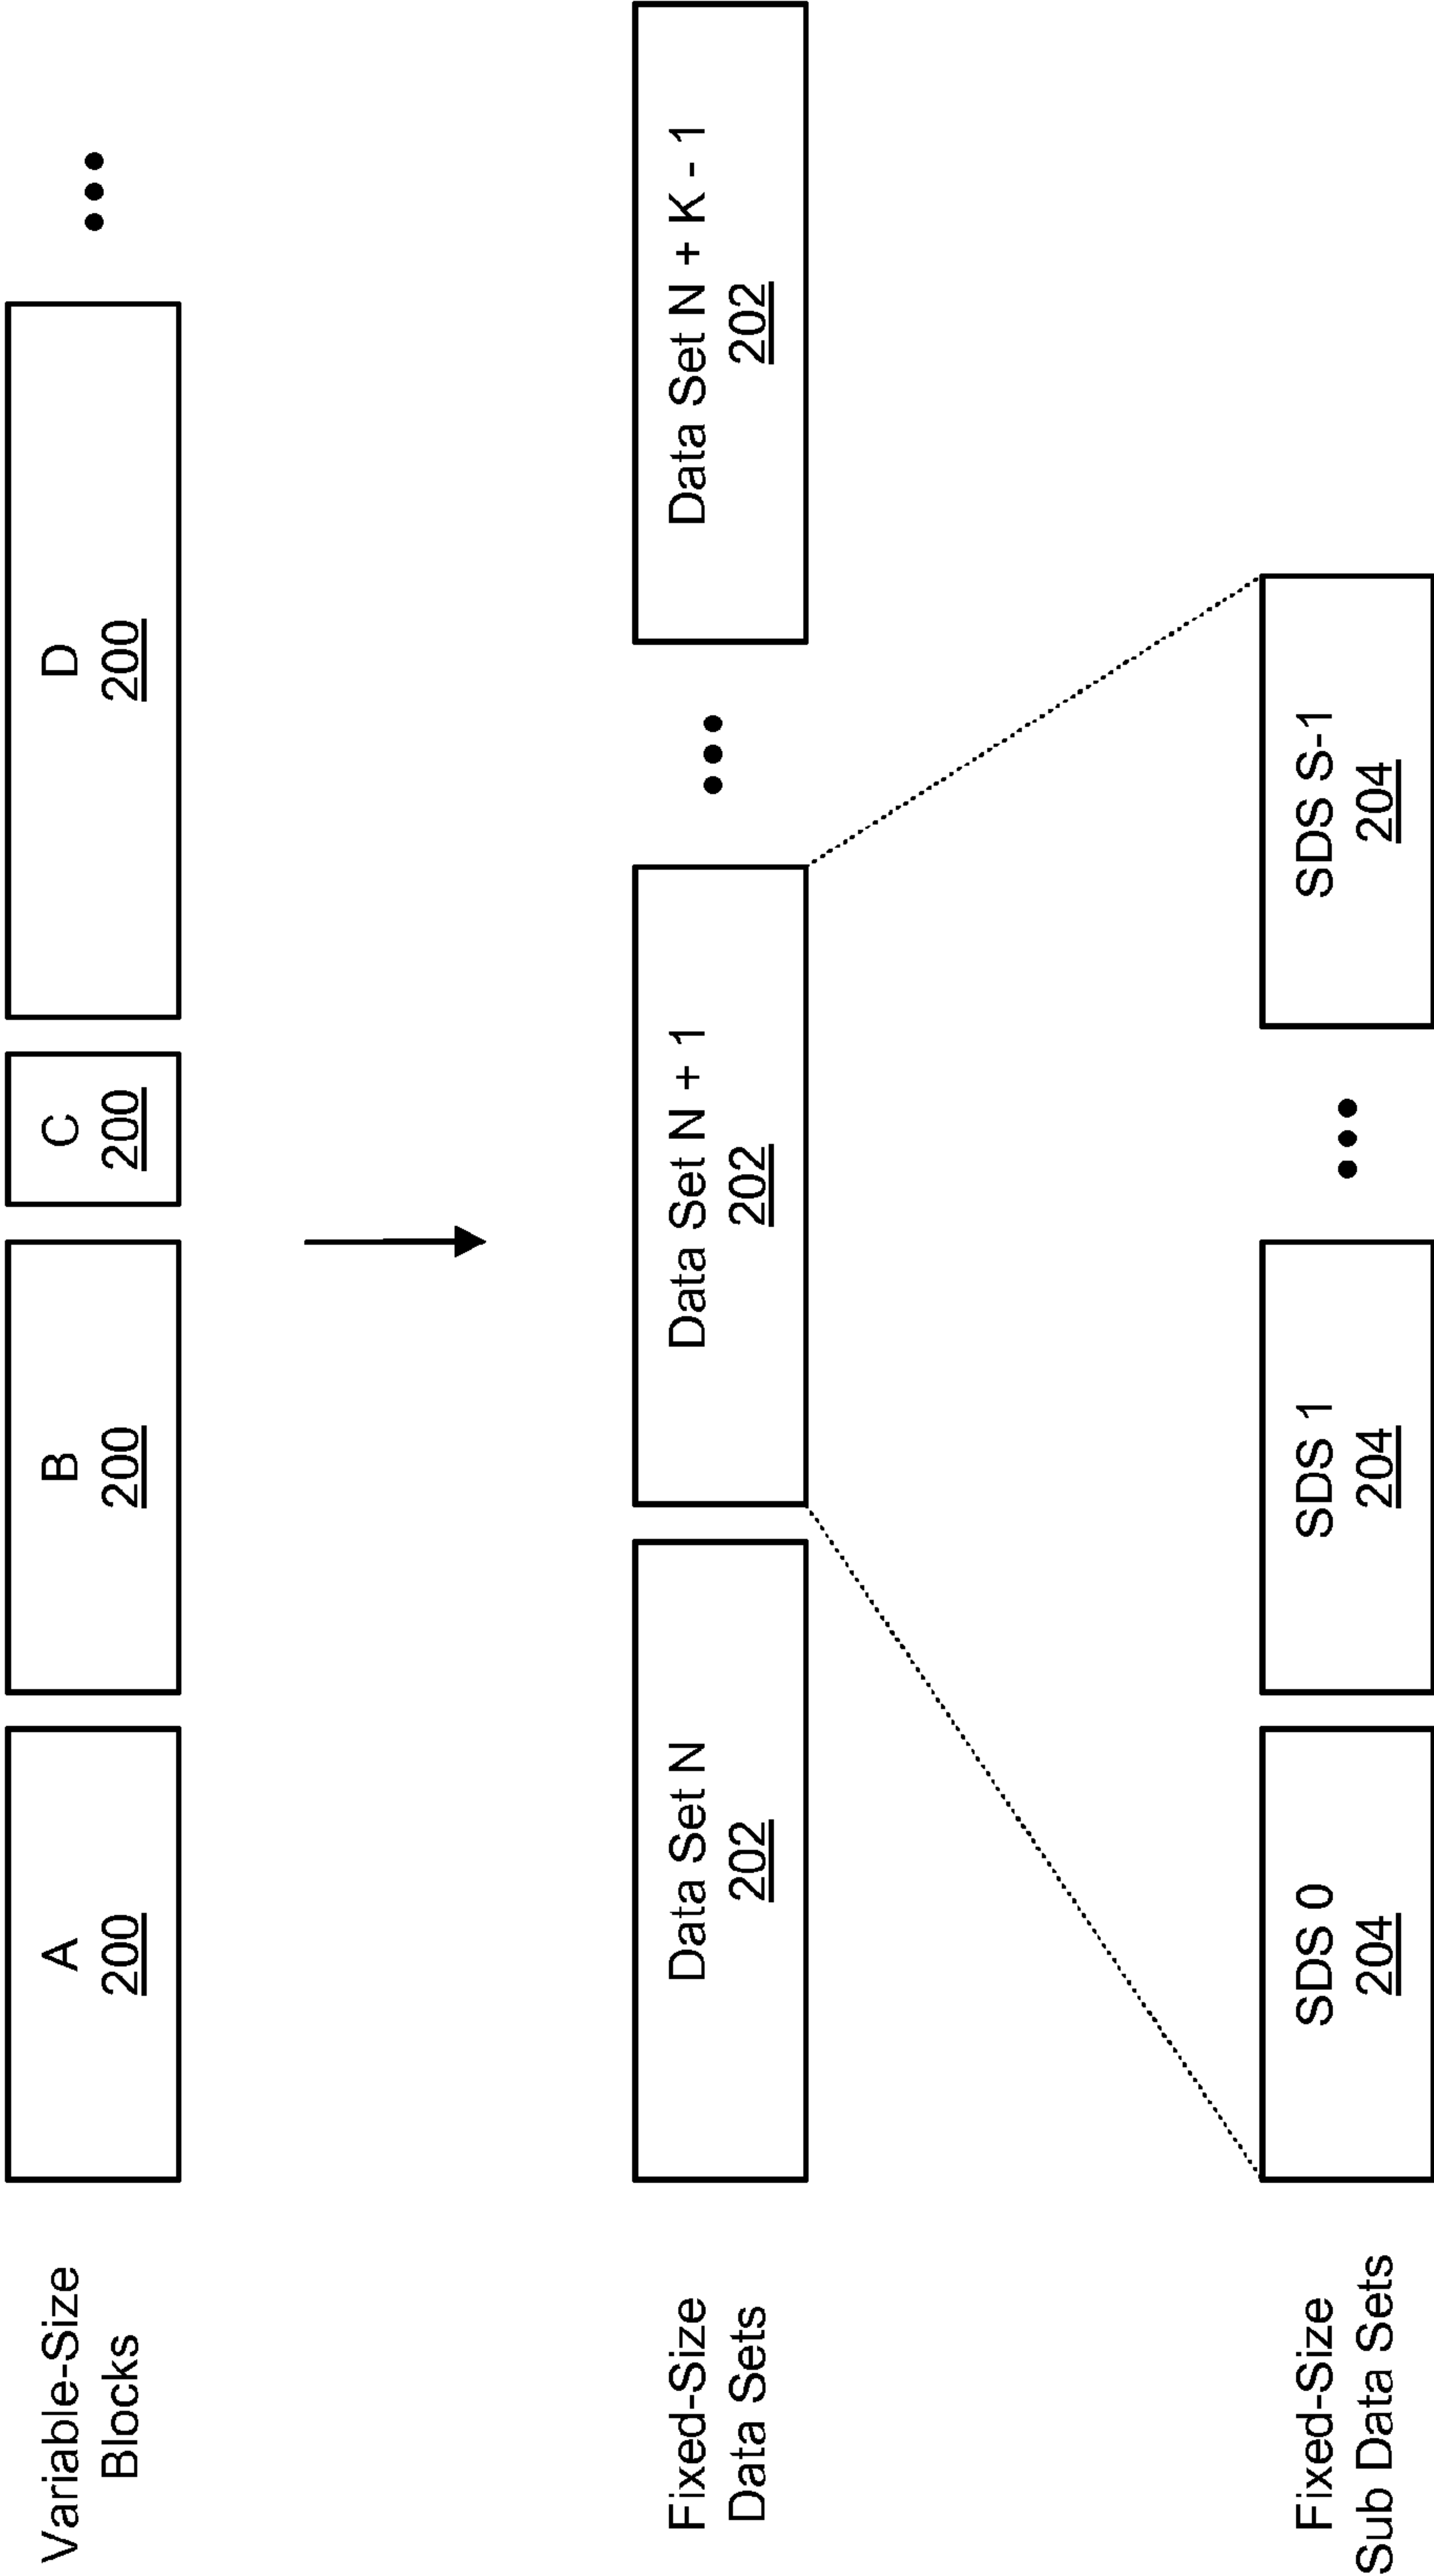 Variable-Size
Blocks
A
200
B
200
C
200
D
200
Fixed-Size
Data Sets
Data Set N
202
Data Set N + 1
202
Data Set N + K - 1
202
Fixed-Size
Sub Data Sets
SDS 0
204
SDS 1
204
SDS S-1
204